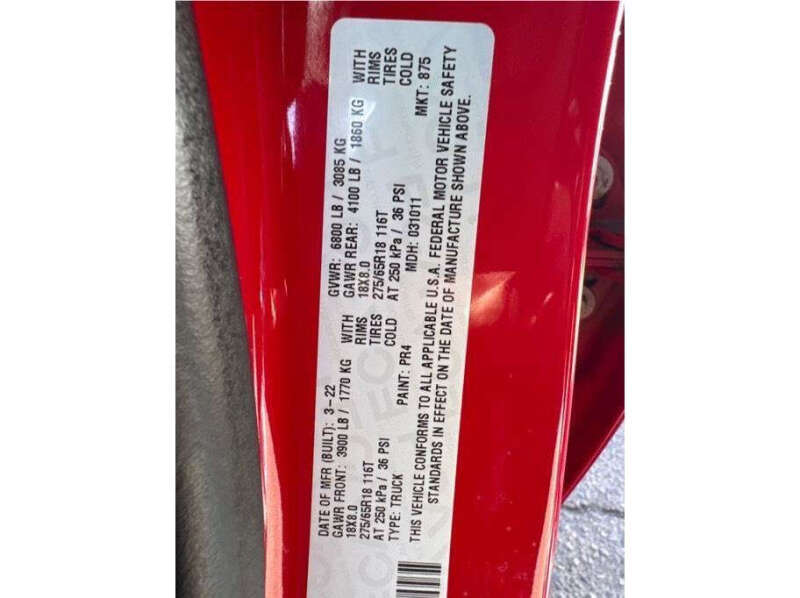 DATE OF MFR (BUILT): 3-22 GVWR: 6800 LB / 3085 KG
GAWR FRONT: 3900 LB / 1770 KG WITH GAWR REAR: 4100 LB / 1860 KG WITH
18X8.0 RIMS 18X8.0 RIMS
275/65R18 116T TIRES 275/65R18 116T TIRES
AT 250 kPa / 36 PSI COLD AT 250 kPa / 36 PSI COLD
TYPE: TRUCK PAINT: PR4 MDH: 031011 MKT: 875
THIS VEHICLE CONFORMS TO ALL APPLICABLE U.S.A. FEDERAL MOTOR VEHICLE SAFETY
STANDARDS IN EFFECT ON THE DATE OF MANUFACTURE SHOWN ABOVE.